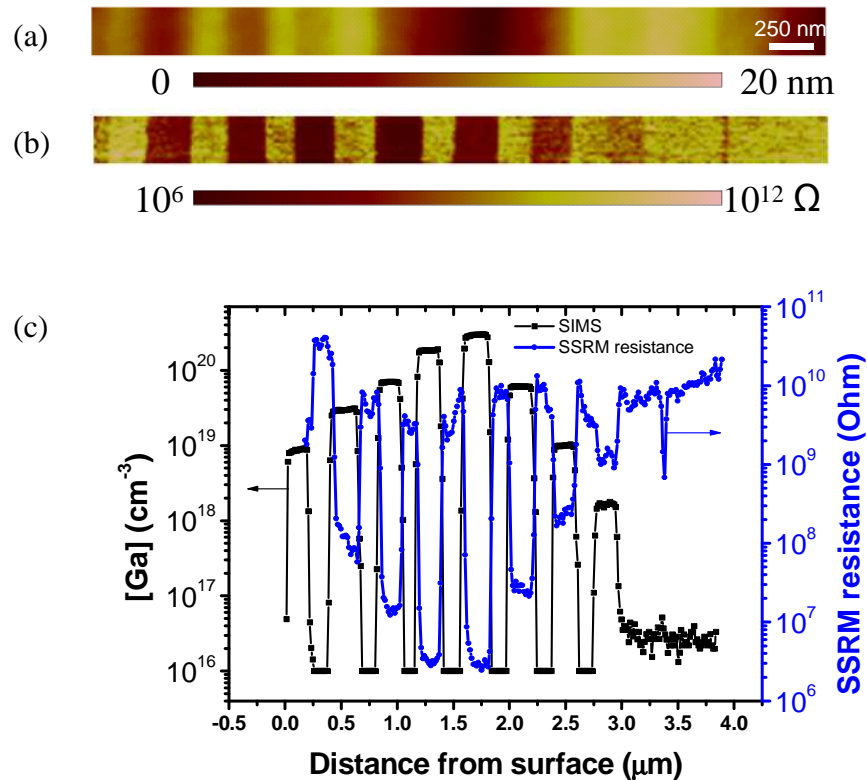 (a)
250 nm
0 20 nm
(b)
10⁶ 10¹² Ω
(c)
SIMS
SSRM resistance
10²⁰
10¹⁹
10¹⁸
10¹⁷
10¹⁶
[Ga] (cm⁻³)
10¹¹
10¹⁰
10⁹
10⁸
10⁷
10⁶
SSRM resistance (Ohm)
-0.5 0.0 0.5 1.0 1.5 2.0 2.5 3.0 3.5 4.0
Distance from surface (μm)